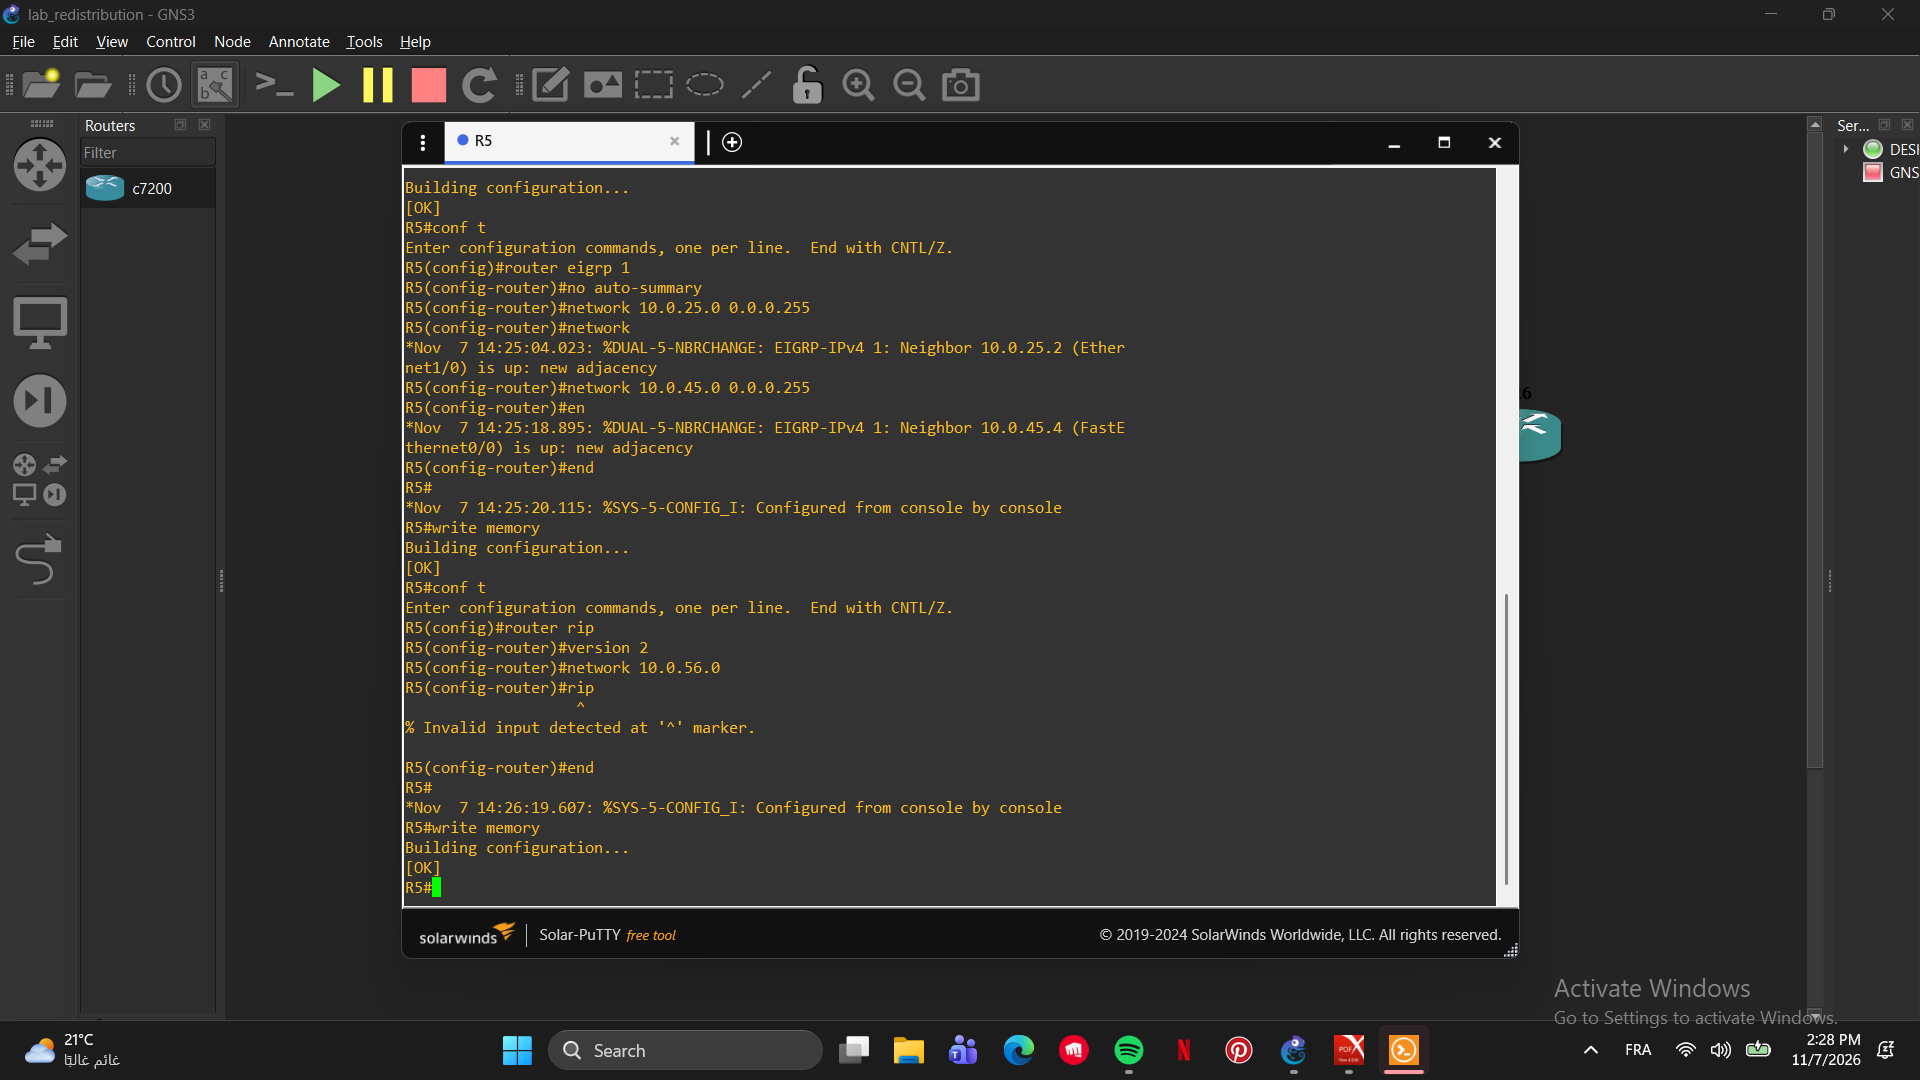 lab_redistribution - GNS3
File Edit View Control Node Annotate Tools Help
Routers
Filter
c7200
R5
Building configuration...
[OK]
R5#conf t
Enter configuration commands, one per line.  End with CNTL/Z.
R5(config)#router eigrp 1
R5(config-router)#no auto-summary
R5(config-router)#network 10.0.25.0 0.0.0.255
R5(config-router)#network
*Nov  7 14:25:04.023: %DUAL-5-NBRCHANGE: EIGRP-IPv4 1: Neighbor 10.0.25.2 (Ether
net1/0) is up: new adjacency
R5(config-router)#network 10.0.45.0 0.0.0.255
R5(config-router)#en
*Nov  7 14:25:18.895: %DUAL-5-NBRCHANGE: EIGRP-IPv4 1: Neighbor 10.0.45.4 (FastE
thernet0/0) is up: new adjacency
R5(config-router)#end
R5#
*Nov  7 14:25:20.115: %SYS-5-CONFIG_I: Configured from console by console
R5#write memory
Building configuration...
[OK]
R5#conf t
Enter configuration commands, one per line.  End with CNTL/Z.
R5(config)#router rip
R5(config-router)#version 2
R5(config-router)#network 10.0.56.0
R5(config-router)#rip
^
% Invalid input detected at '^' marker.
R5(config-router)#end
R5#
*Nov  7 14:26:19.607: %SYS-5-CONFIG_I: Configured from console by console
R5#write memory
Building configuration...
[OK]
R5#
solarwinds
Solar-PuTTY free tool
© 2019-2024 SolarWinds Worldwide, LLC. All rights reserved.
Ser...
DESH
GNS
Activate Windows
Go to Settings to activate Windows.
21°C
غائم غالبًا
Search
FRA
2:28 PM
11/7/2026